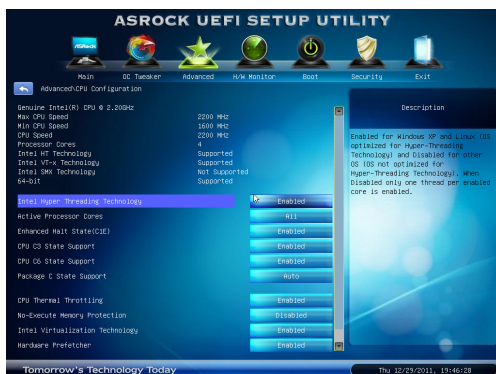 ASROCK UEFI SETUP UTILITY
ASRock
Main
OC Tweaker
Advanced
H/W Monitor
Boot
Security
Exit
Advanced\CPU Configuration
Genuine Intel(R) CPU @ 2.20GHz
Max CPU Speed 2200 MHz
Min CPU Speed 1600 MHz
CPU Speed 2200 MHz
Processor Cores 4
Intel HT Technology Supported
Intel VT-x Technology Supported
Intel SMX Technology Not Supported
64-bit Supported
Intel Hyper Threading Technology Enabled
Active Processor Cores All
Enhanced Halt State(C1E) Enabled
CPU C3 State Support Enabled
CPU C6 State Support Enabled
Package C State Support Auto
CPU Thermal Throttling Enabled
No-Execute Memory Protection Disabled
Intel Virtualization Technology Enabled
Hardware Prefetcher Enabled
Description
Enabled for Windows XP and Linux (OS
optimized for Hyper-Threading
Technology) and Disabled for other
OS (OS not optimized for
Hyper-Threading Technology). When
Disabled only one thread per enabled
core is enabled.
Tomorrow's Technology Today
Thu 12/29/2011, 19:46:28